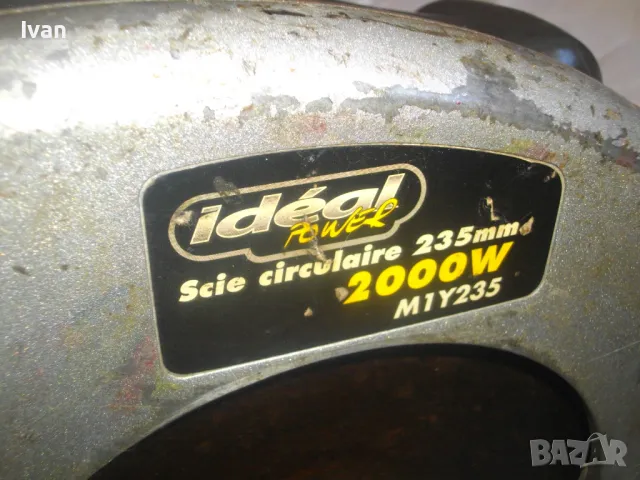 Ivan
idéal
POWER
Scie circulaire 235mm
2000W
M1Y235
BAZAR